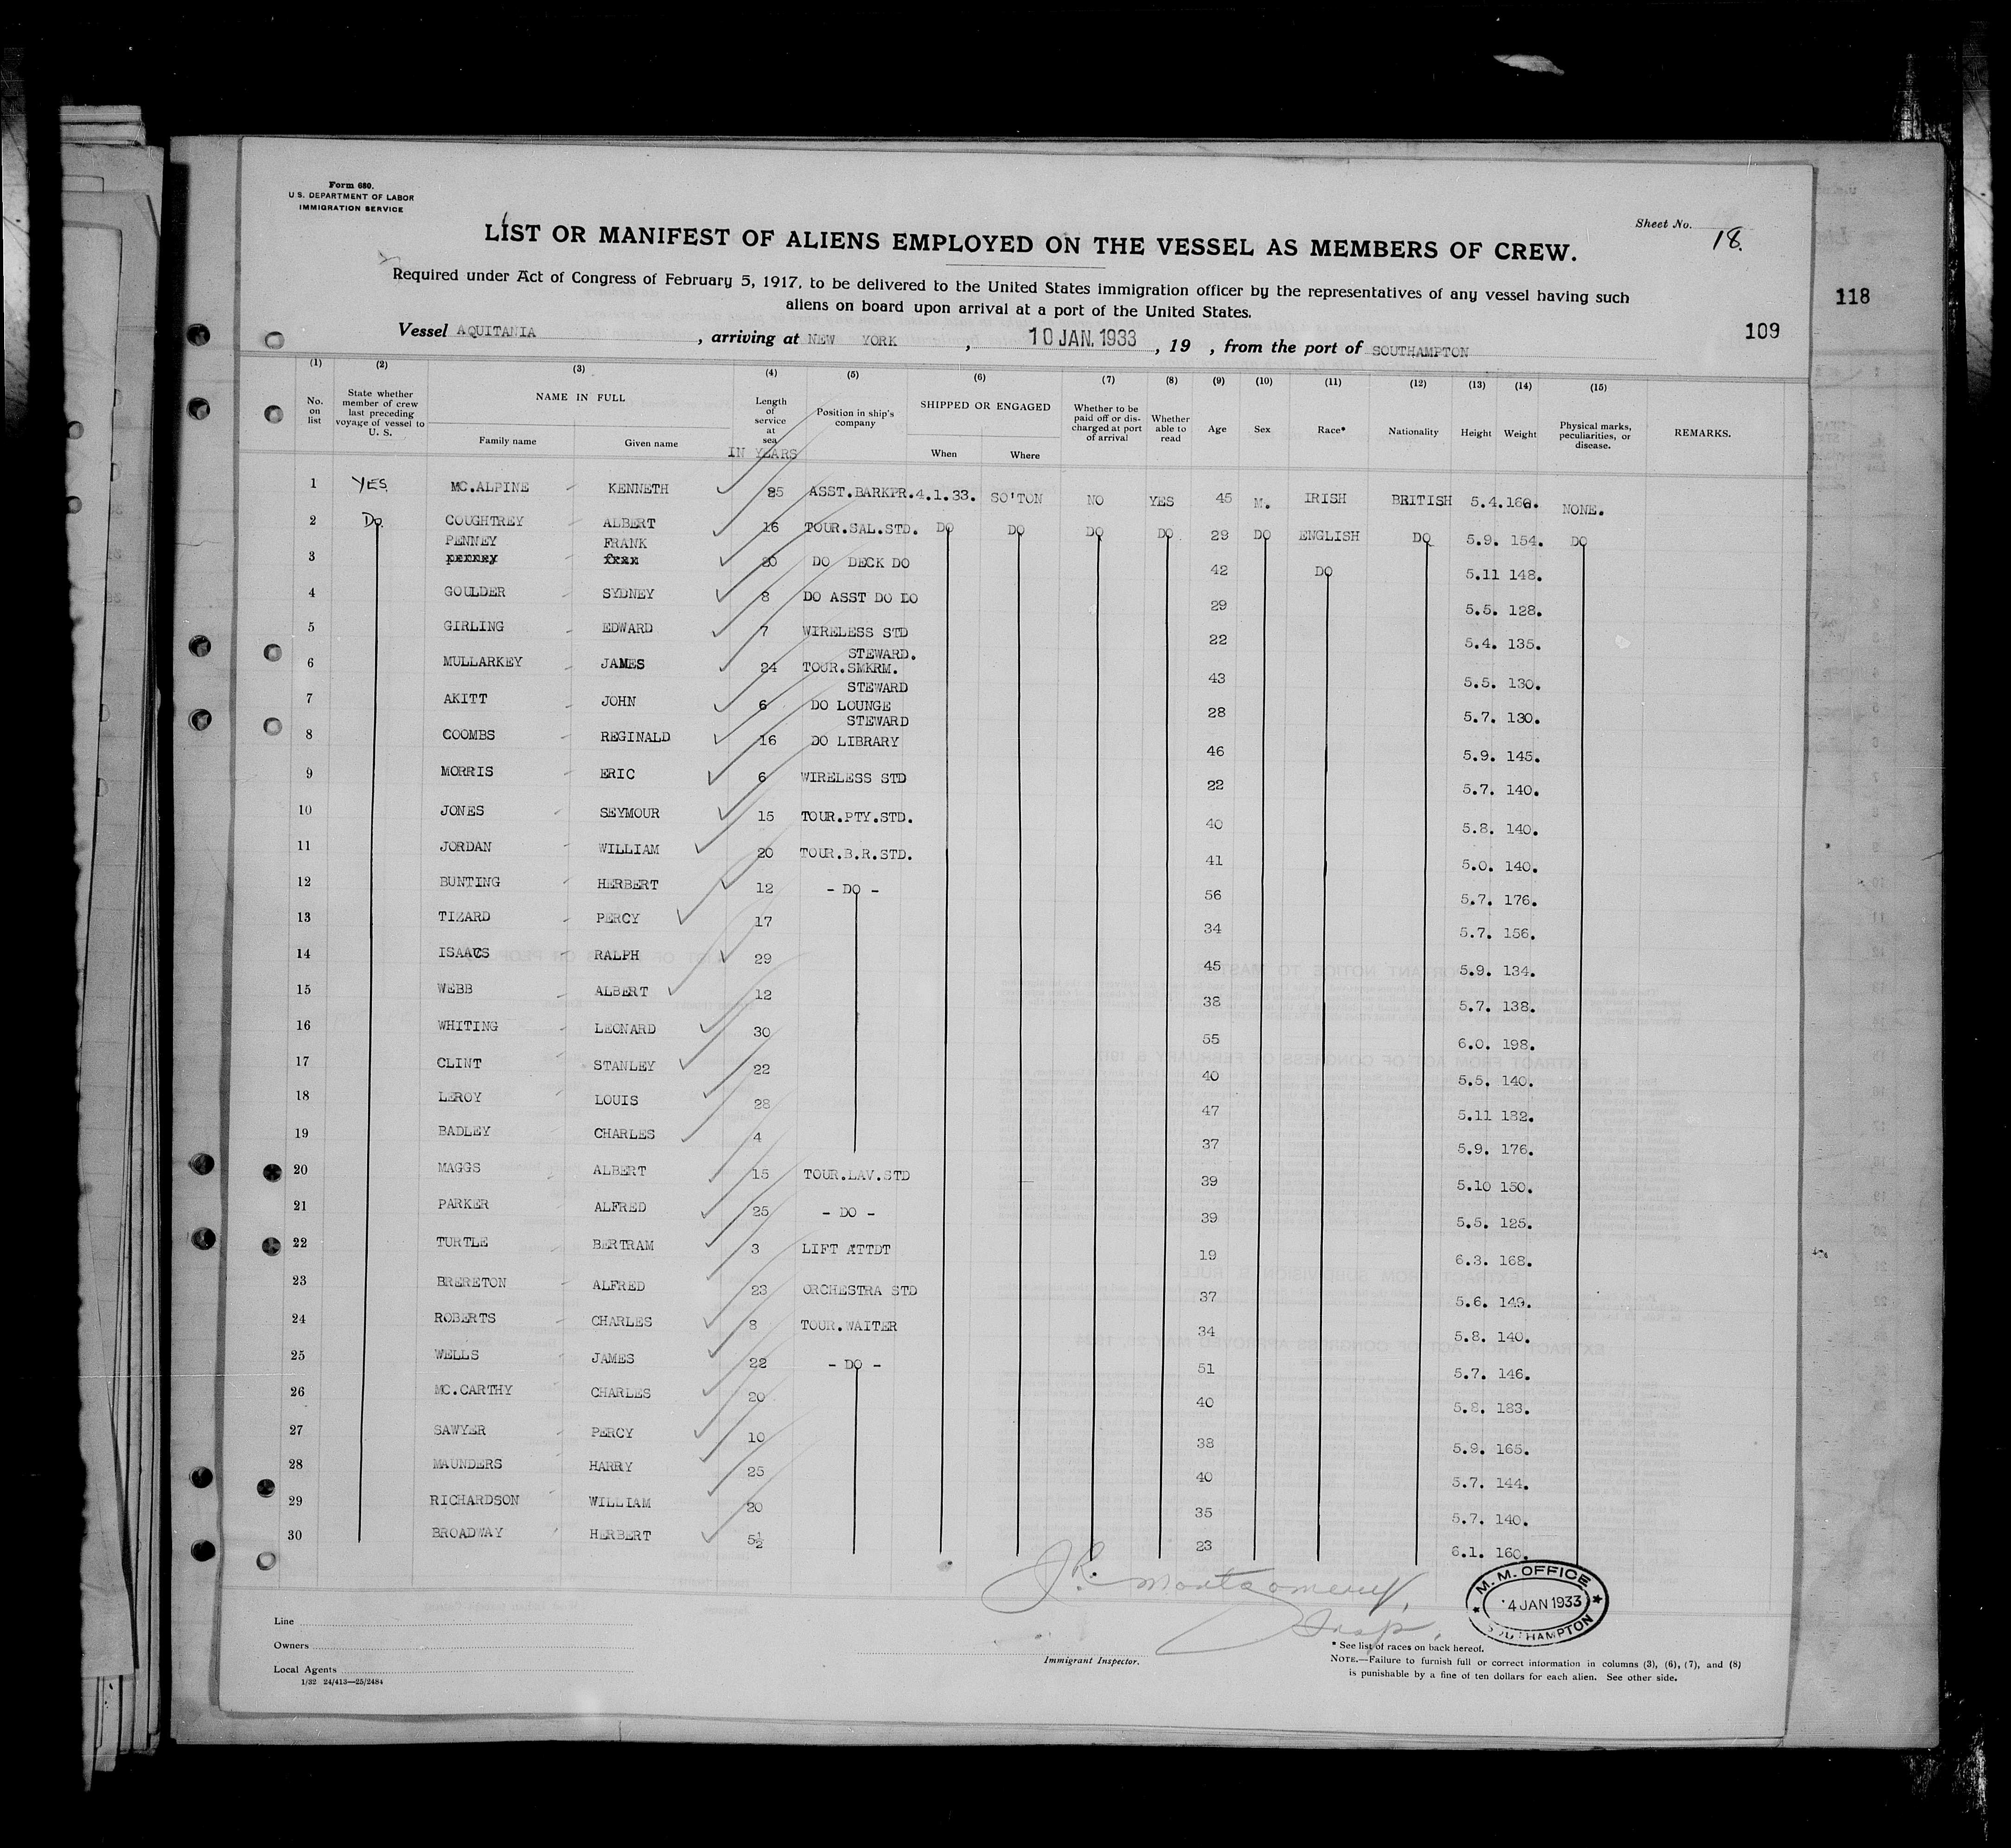 Form 680.
U. S. DEPARTMENT OF LABOR
IMMIGRATION SERVICE
Sheet No. 18.
LIST OR MANIFEST OF ALIENS EMPLOYED ON THE VESSEL AS MEMBERS OF CREW.
Required under Act of Congress of February 5, 1917, to be delivered to the United States immigration officer by the representatives of any vessel having such
aliens on board upon arrival at a port of the United States.
118
109
Vessel AQUITANIA, arriving at NEW YORK, 10 JAN. 1933, 19 , from the port of SOUTHAMPTON
(1) (2) (3) (4) (5) (6) (7) (8) (9) (10) (11) (12) (13) (14) (15)
No. on list
State whether member of crew last preceding voyage of vessel to U. S.
NAME IN FULL
Family name
Given name
Length of service at sea
IN YEARS
Position in ship's company
SHIPPED OR ENGAGED
When
Where
Whether to be paid off or discharged at port of arrival
Whether able to read
Age
Sex
Race*
Nationality
Height
Weight
Physical marks, peculiarities, or disease.
REMARKS.
1 YES MC.ALPINE - KENNETH 25 ASST.BARKPR. 4.1.33. SO'TON NO YES 45 M. IRISH BRITISH 5.4. 160. NONE.
2 Do COUGHTREY - ALBERT 16 TOUR.SAL.STD. DO DO DO DO 29 DO ENGLISH DO 5.9. 154. DO
PENNEY FRANK
3 20 DO DECK DO 42 DO 5.11 148.
4 GOULDER - SYDNEY 8 DO ASST DO DO 29 5.5. 128.
5 GIRLING - EDWARD 7 WIRELESS STD 22 5.4. 135.
STEWARD.
6 MULLARKEY - JAMES 24 TOUR.SMKRM. 43 5.5. 130.
STEWARD
7 AKITT - JOHN 6 DO LOUNGE 28 5.7. 130.
STEWARD
8 COOMBS - REGINALD 16 DO LIBRARY 46 5.9. 145.
9 MORRIS - ERIC 6 WIRELESS STD 22 5.7. 140.
10 JONES - SEYMOUR 15 TOUR.PTY.STD. 40 5.8. 140.
11 JORDAN - WILLIAM 20 TOUR.B.R.STD. 41 5.0. 140.
12 BUNTING - HERBERT 12 - DO - 56 5.7. 176.
13 TIZARD - PERCY 17 34 5.7. 156.
14 ISAACS - RALPH 29 45 5.9. 134.
15 WEBB - ALBERT 12 38 5.7. 138.
16 WHITING - LEONARD 30 55 6.0. 198.
17 CLINT - STANLEY 22 40 5.5. 140.
18 LEROY - LOUIS 28 47 5.11 182.
19 BADLEY - CHARLES 4 37 5.9. 176.
20 MAGGS - ALBERT 15 TOUR.LAV.STD 39 5.10 150.
21 PARKER - ALFRED 25 - DO - 39 5.5. 125.
22 TURTLE - BERTRAM 3 LIFT ATTDT 19 6.3. 168.
23 BRERETON - ALFRED 23 ORCHESTRA STD 37 5.6. 149.
24 ROBERTS - CHARLES 8 TOUR.WAITER 34 5.8. 140.
25 WELLS - JAMES 22 - DO - 51 5.7. 146.
26 MC.CARTHY - CHARLES 20 40 5.8. 183.
27 SAWYER - PERCY 10 38 5.9. 165.
28 MAUNDERS - HARRY 25 40 5.7. 144.
29 RICHARDSON - WILLIAM 20 35 5.7. 140.
30 BROADWAY - HERBERT 5½ 23 6.1. 160.
J.R. Montgomery,
Insp.
M. M. OFFICE
4 JAN 1933
SOUTHAMPTON
Line
Owners
Local Agents
1/32 24/413—25/2484
Immigrant Inspector.
* See list of races on back hereof.
NOTE.—Failure to furnish full or correct information in columns (3), (6), (7), and (8)
is punishable by a fine of ten dollars for each alien. See other side.